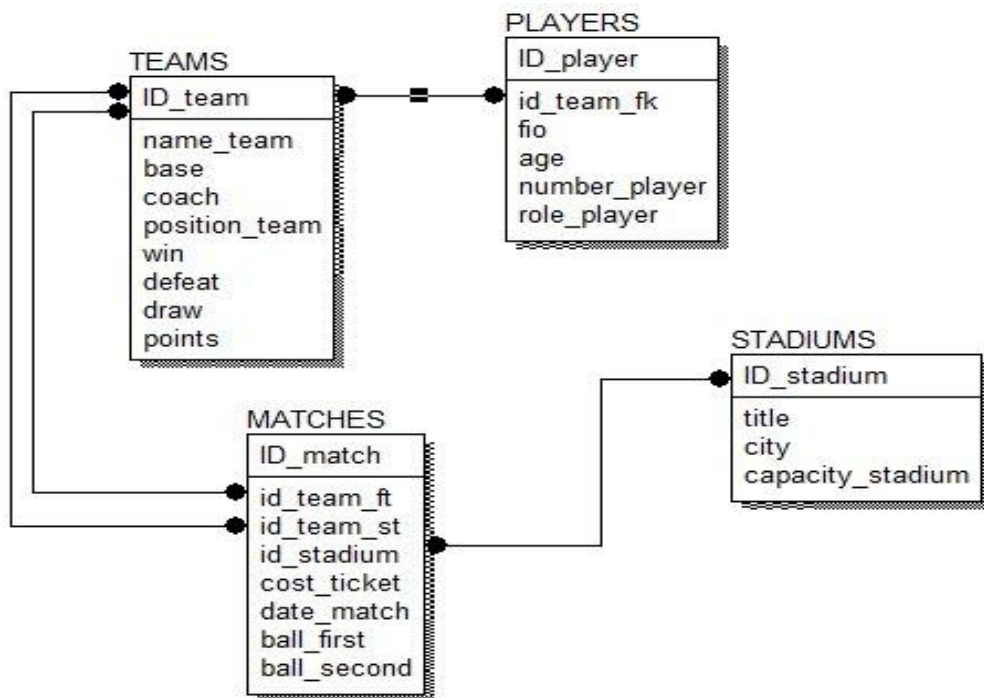 TEAMS
ID_team
name_team
base
coach
position_team
win
defeat
draw
points
PLAYERS
ID_player
id_team_fk
fio
age
number_player
role_player
MATCHES
ID_match
id_team_ft
id_team_st
id_stadium
cost_ticket
date_match
ball_first
ball_second
STADIUMS
ID_stadium
title
city
capacity_stadium